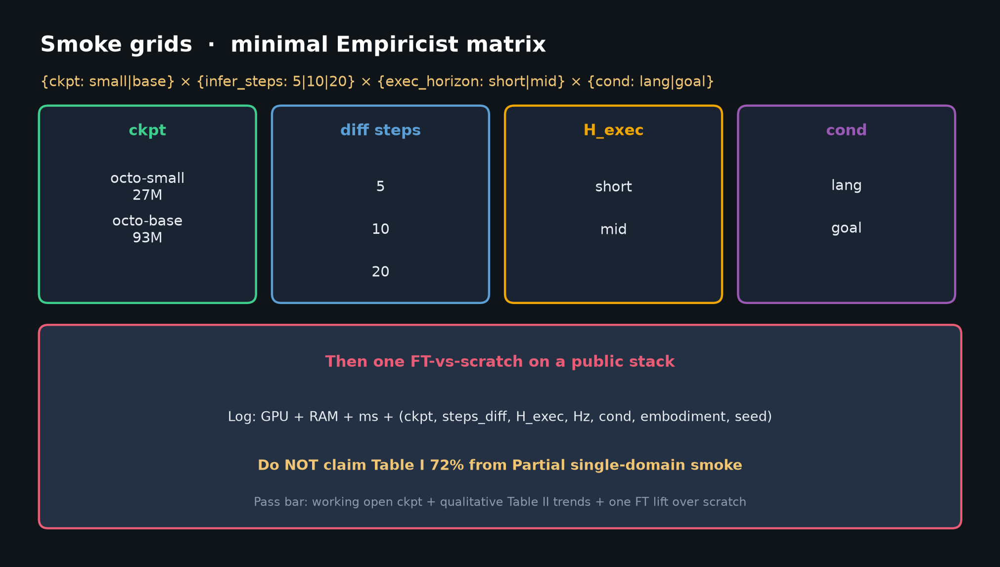 Smoke grids · minimal Empiricist matrix
{ckpt: small|base} × {infer_steps: 5|10|20} × {exec_horizon: short|mid} × {cond: lang|goal}
ckpt
octo-small
27M
octo-base
93M
diff steps
5
10
20
H_exec
short
mid
cond
lang
goal
Then one FT-vs-scratch on a public stack
Log: GPU + RAM + ms + (ckpt, steps_diff, H_exec, Hz, cond, embodiment, seed)
Do NOT claim Table I 72% from Partial single-domain smoke
Pass bar: working open ckpt + qualitative Table II trends + one FT lift over scratch